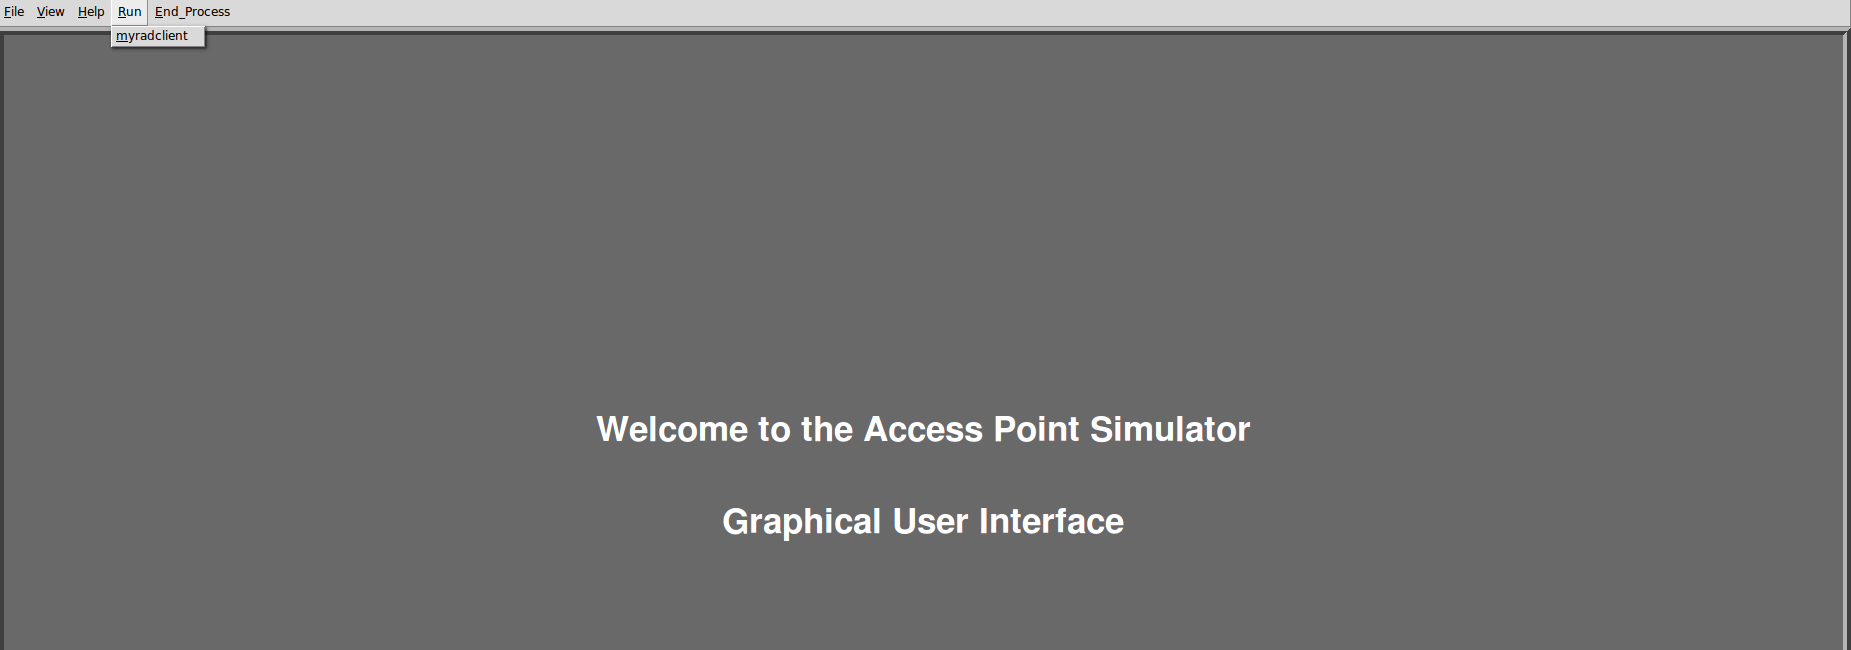 File View Help Run End_Process
myradclient
Welcome to the Access Point Simulator
Graphical User Interface